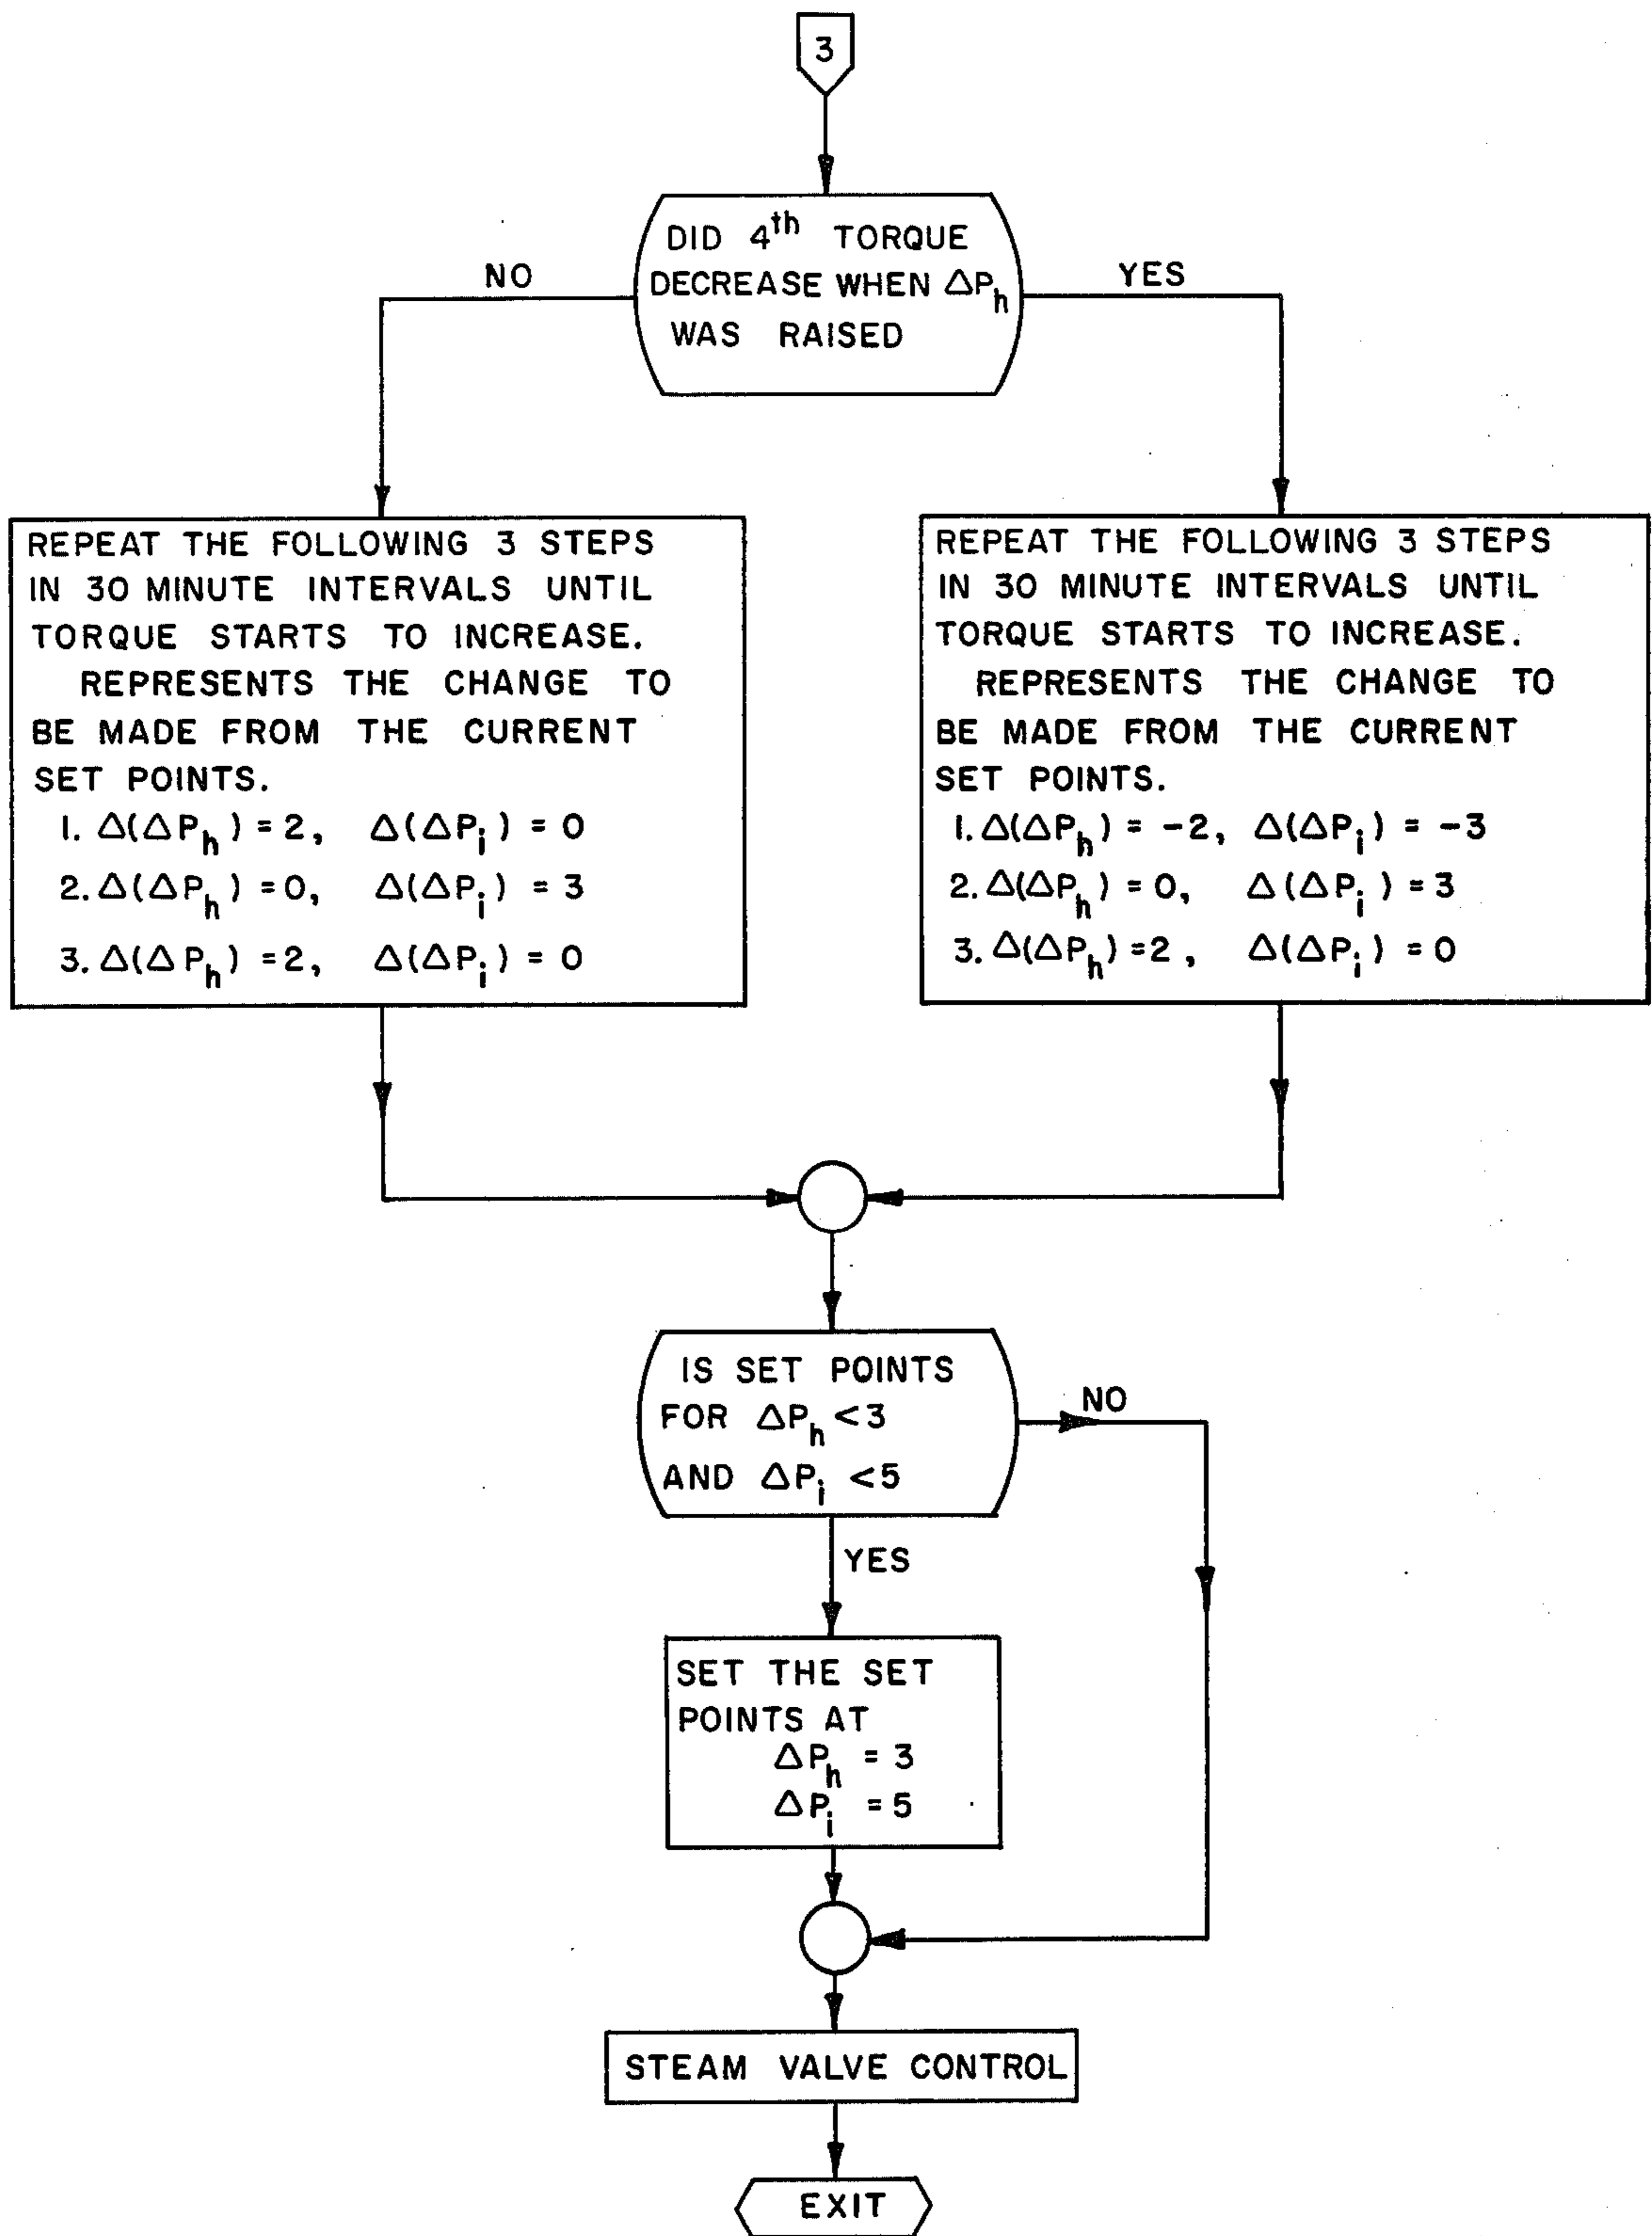 3
DID 4th TORQUE
DECREASE WHEN ΔPh
WAS RAISED
NO
YES
REPEAT THE FOLLOWING 3 STEPS
IN 30 MINUTE INTERVALS UNTIL
TORQUE STARTS TO INCREASE.
REPRESENTS THE CHANGE TO
BE MADE FROM THE CURRENT
SET POINTS.
1. Δ(ΔPh) = 2, Δ(ΔPi) = 0
2. Δ(ΔPh) = 0, Δ(ΔPi) = 3
3. Δ(ΔPh) = 2, Δ(ΔPi) = 0
REPEAT THE FOLLOWING 3 STEPS
IN 30 MINUTE INTERVALS UNTIL
TORQUE STARTS TO INCREASE.
REPRESENTS THE CHANGE TO
BE MADE FROM THE CURRENT
SET POINTS.
1. Δ(ΔPh) = -2, Δ(ΔPi) = -3
2. Δ(ΔPh) = 0, Δ(ΔPi) = 3
3. Δ(ΔPh) = 2, Δ(ΔPi) = 0
IS SET POINTS
FOR ΔPh < 3
AND ΔPi < 5
NO
YES
SET THE SET
POINTS AT
ΔPh = 3
ΔPi = 5
STEAM VALVE CONTROL
EXIT